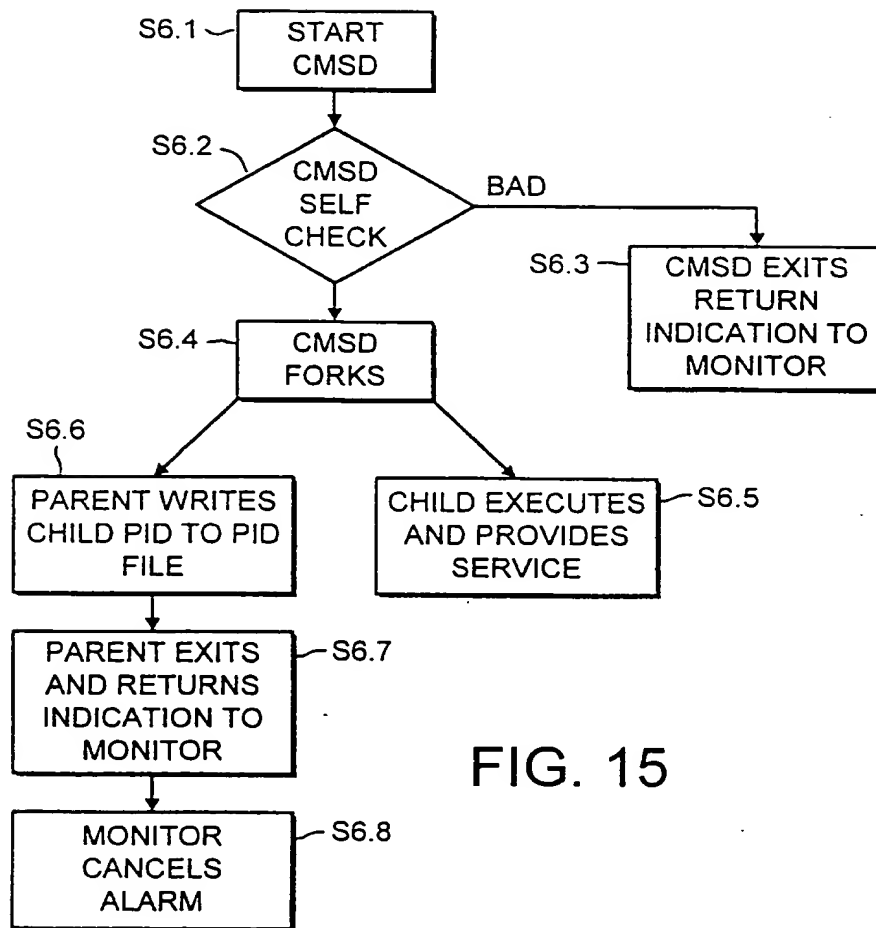 S6.1
START
CMSD
S6.2
CMSD
SELF
CHECK
BAD
S6.3
CMSD EXITS
RETURN
INDICATION TO
MONITOR
S6.4
CMSD
FORKS
S6.6
PARENT WRITES
CHILD PID TO PID
FILE
CHILD EXECUTES
AND PROVIDES
SERVICE
S6.5
PARENT EXITS
AND RETURNS
INDICATION TO
MONITOR
S6.7
MONITOR
CANCELS
ALARM
S6.8
FIG. 15